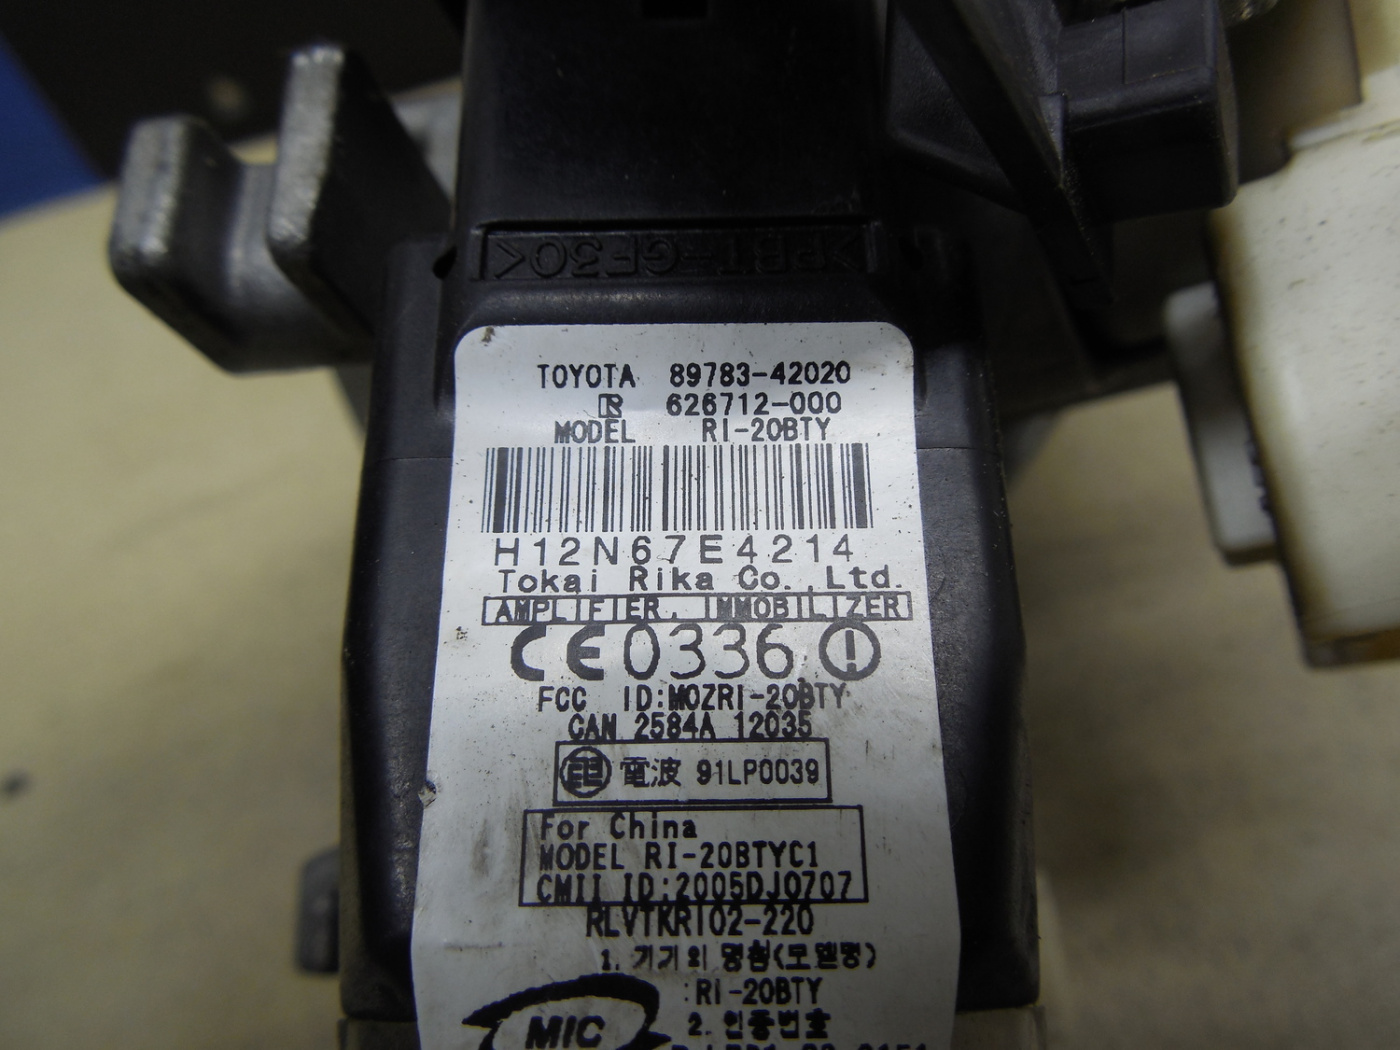 >PBT-GF30<
TOYOTA 89783-42020
R 626712-000
MODEL RI-20BTY
H12N67E4214
Tokai Rika Co., Ltd.
AMPLIFIER, IMMOBILIZER
CE0336
FCC ID:MOZRI-20BTY
CAN 2584A 12035
電波 91LP0039
For China
MODEL RI-20BTYC1
CMII ID:2005DJ0707
RLVTKRI02-220
1. 기기의 명칭(모델명)
:RI-20BTY
MIC
2. 인증번호